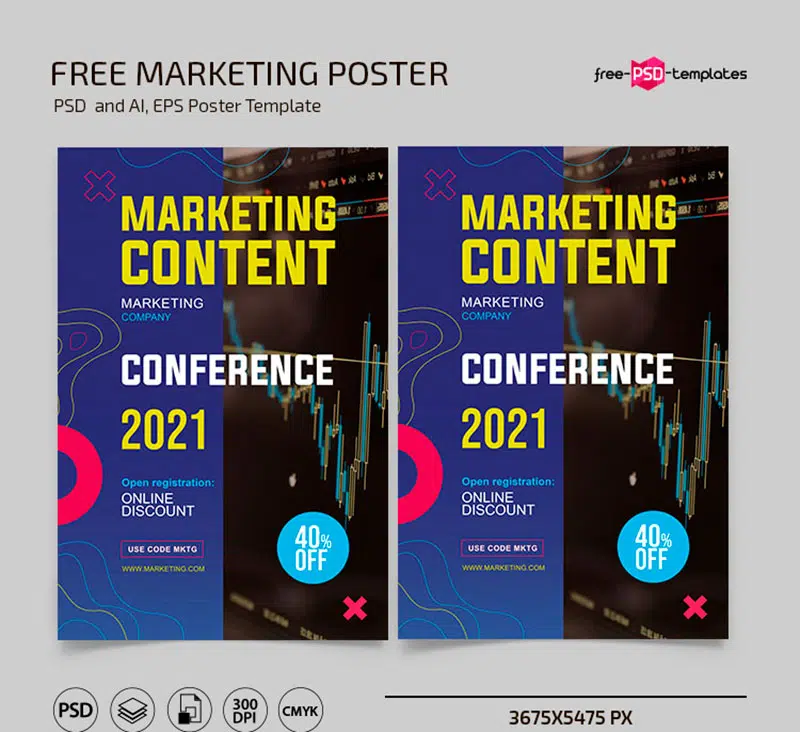 FREE MARKETING POSTER
PSD and AI, EPS Poster Template
free-PSD-templates
MARKETING
CONTENT
MARKETING
COMPANY
CONFERENCE
2021
Open registration:
ONLINE
DISCOUNT
USE CODE MKTG
WWW.MARKETING.COM
40%
OFF
MARKETING
CONTENT
MARKETING
COMPANY
CONFERENCE
2021
Open registration:
ONLINE
DISCOUNT
USE CODE MKTG
WWW.MARKETING.COM
40%
OFF
PSD
300
DPI
CMYK
3675X5475 PX